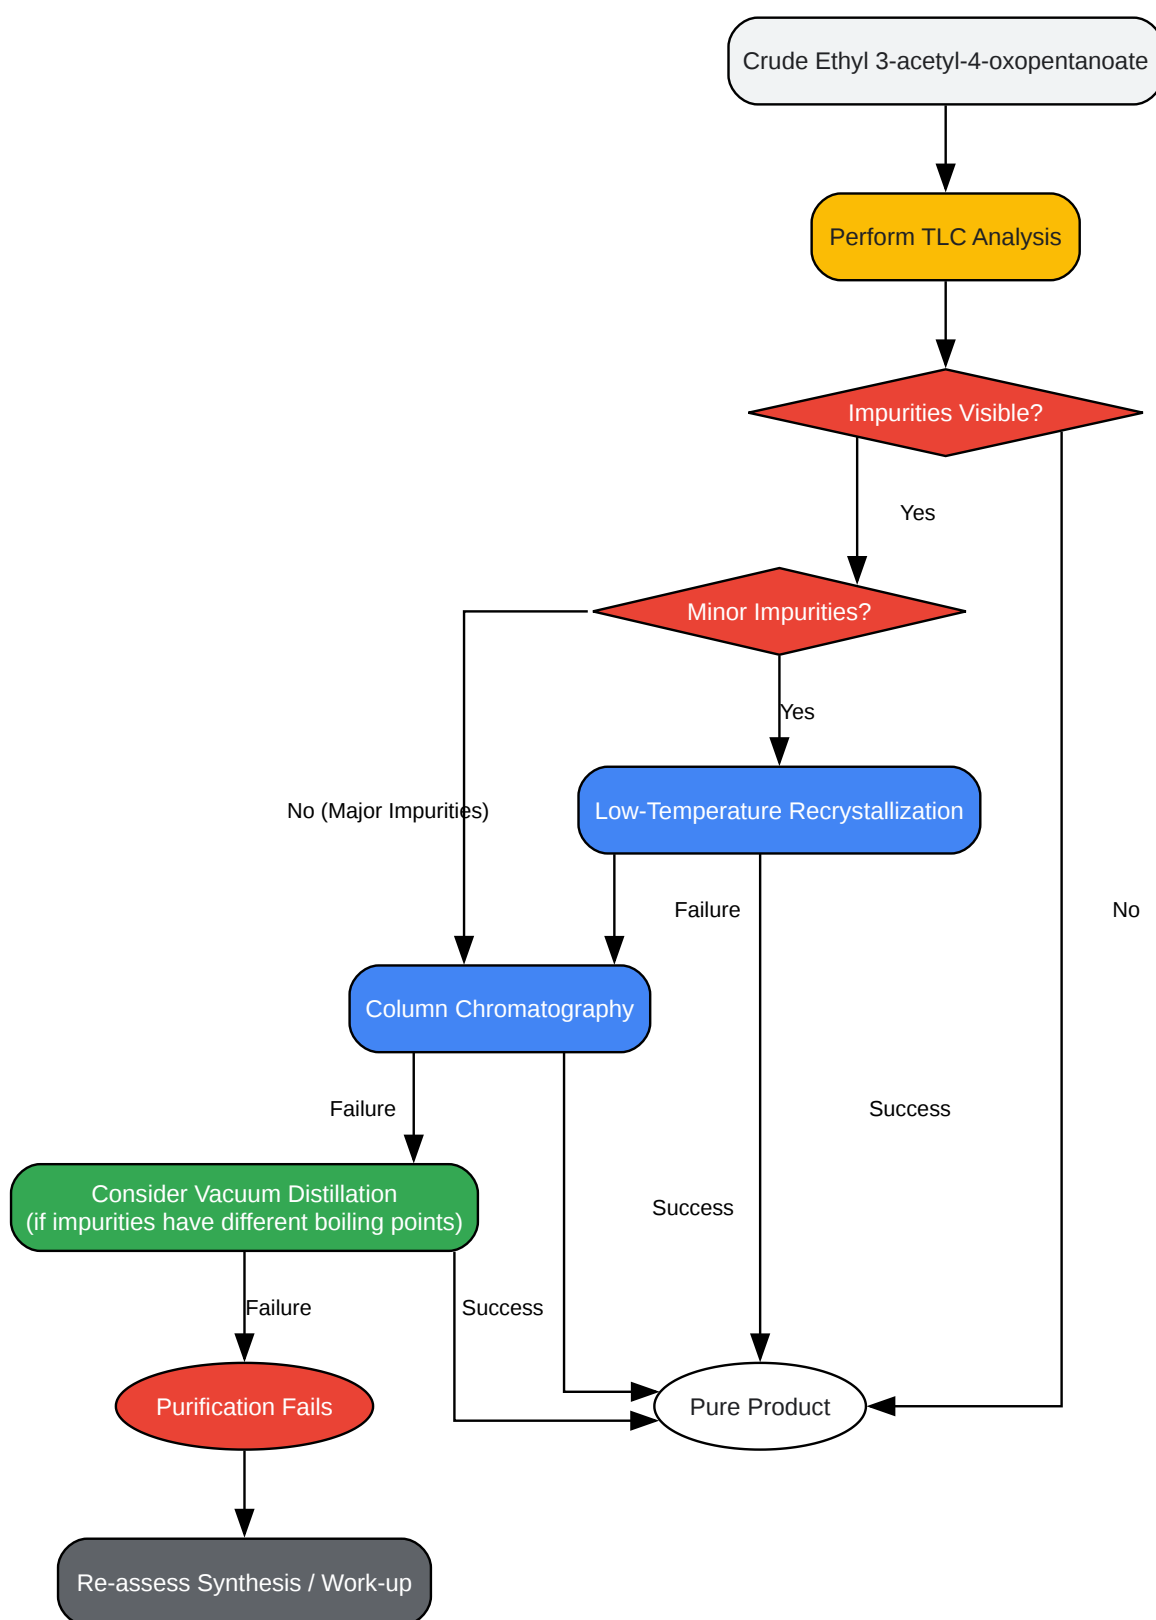 Crude Ethyl 3-acetyl-4-oxopentanoate
Perform TLC Analysis
Impurities Visible?
Yes
Minor Impurities?
Yes
No (Major Impurities)
Low-Temperature Recrystallization
Failure
No
Column Chromatography
Failure
Success
Consider Vacuum Distillation
(if impurities have different boiling points)
Success
Failure
Success
Purification Fails
Pure Product
Re-assess Synthesis / Work-up